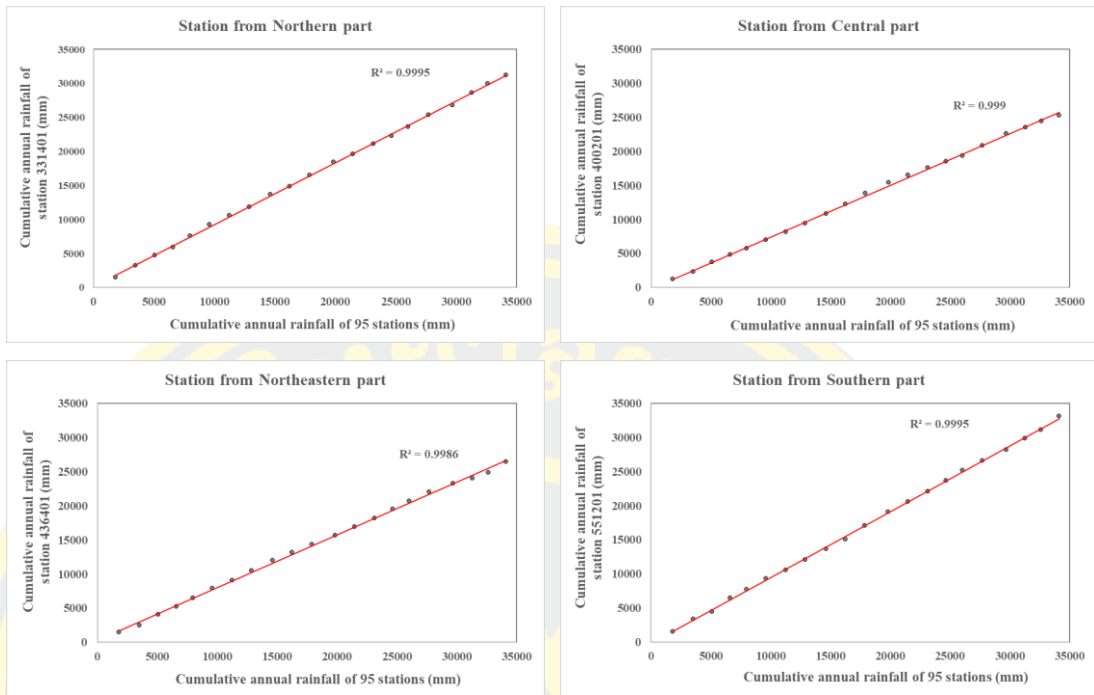 Station from Northern part
Cumulative annual rainfall of
station 331401 (mm)
35000
30000
25000
20000
15000
10000
5000
0
R² = 0.9995
0 5000 10000 15000 20000 25000 30000 35000
Cumulative annual rainfall of 95 stations (mm)
Station from Central part
Cumulative annual rainfall of
station 400201 (mm)
35000
30000
25000
20000
15000
10000
5000
0
R² = 0.999
0 5000 10000 15000 20000 25000 30000 35000
Cumulative annual rainfall of 95 stations (mm)
Station from Northeastern part
Cumulative annual rainfall of
station 436401 (mm)
35000
30000
25000
20000
15000
10000
5000
0
R² = 0.9986
0 5000 10000 15000 20000 25000 30000 35000
Cumulative annual rainfall of 95 stations (mm)
Station from Southern part
Cumulative annual rainfall of
station 551201 (mm)
35000
30000
25000
20000
15000
10000
5000
0
R² = 0.9995
0 5000 10000 15000 20000 25000 30000 35000
Cumulative annual rainfall of 95 stations (mm)